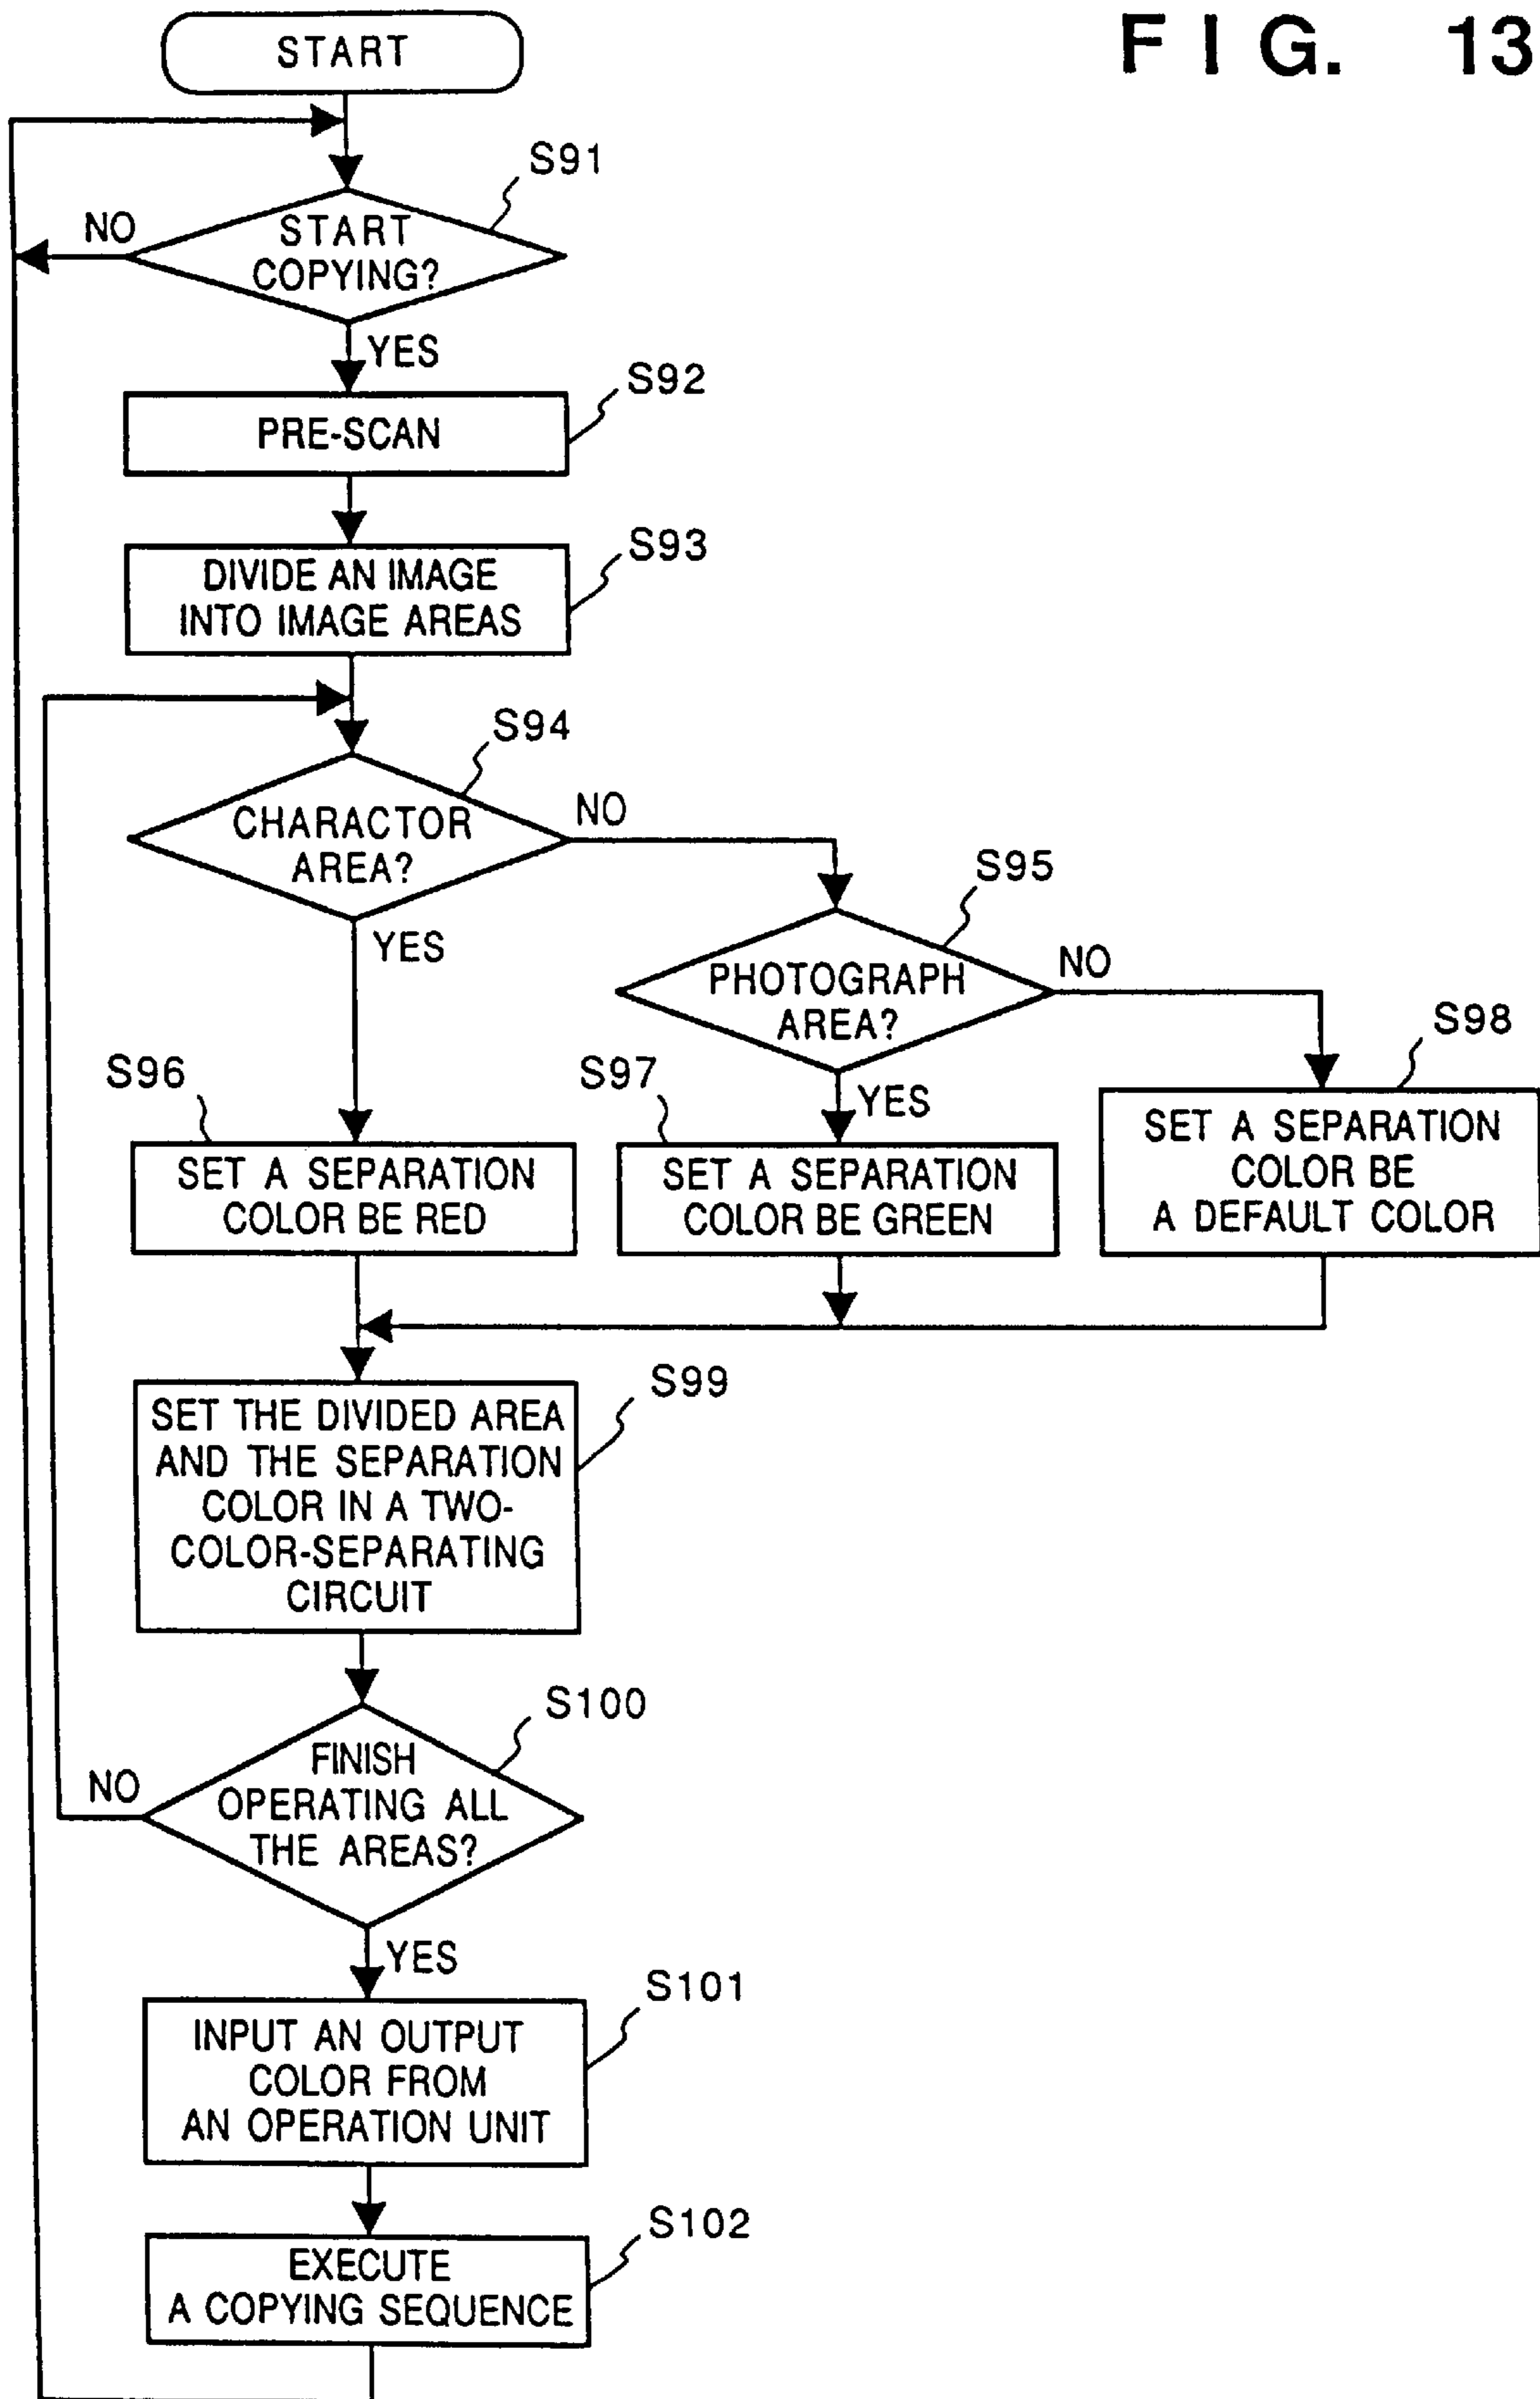 FIG. 13
START
S91
NO
START
COPYING?
YES
S92
PRE-SCAN
S93
DIVIDE AN IMAGE
INTO IMAGE AREAS
S94
CHARACTOR
AREA?
NO
YES
S95
PHOTOGRAPH
AREA?
NO
YES
S96
SET A SEPARATION
COLOR BE RED
S97
SET A SEPARATION
COLOR BE GREEN
S98
SET A SEPARATION
COLOR BE
A DEFAULT COLOR
S99
SET THE DIVIDED AREA
AND THE SEPARATION
COLOR IN A TWO-
COLOR-SEPARATING
CIRCUIT
S100
NO
FINISH
OPERATING ALL
THE AREAS?
YES
S101
INPUT AN OUTPUT
COLOR FROM
AN OPERATION UNIT
S102
EXECUTE
A COPYING SEQUENCE